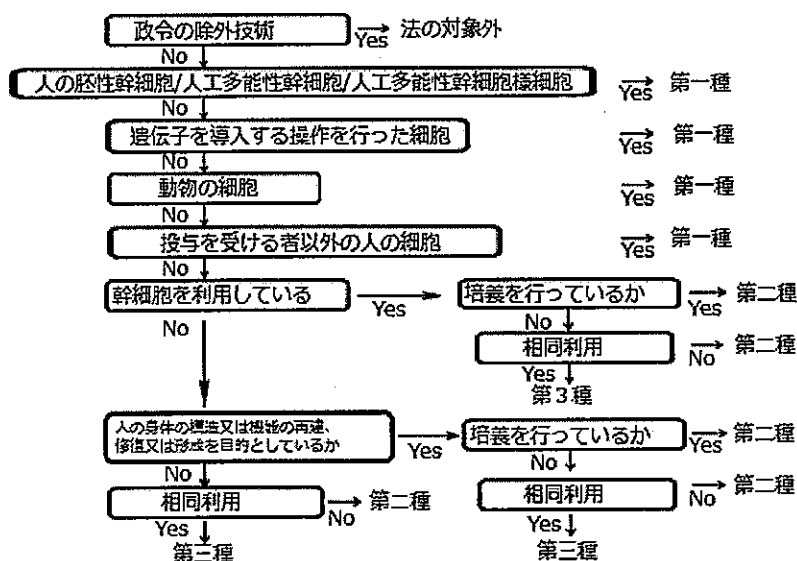 政令の除外技術 Yes 法の対象外
No
人の胚性幹細胞/人工多能性幹細胞/人工多能性幹細胞様細胞 Yes 第一種
No
遺伝子を導入する操作を行った細胞 Yes 第一種
No
動物の細胞 Yes 第一種
No
投与を受ける者以外の人の細胞 Yes 第一種
No
幹細胞を利用している Yes 培養を行っているか Yes 第二種
No No
相同利用 No 第二種
Yes
第3種
人の身体の構造又は機能の再建、
修復又は形成を目的としているか Yes 培養を行っているか Yes 第二種
No No
相同利用 No 第二種 相同利用 No 第二種
Yes Yes
第三種 第三種